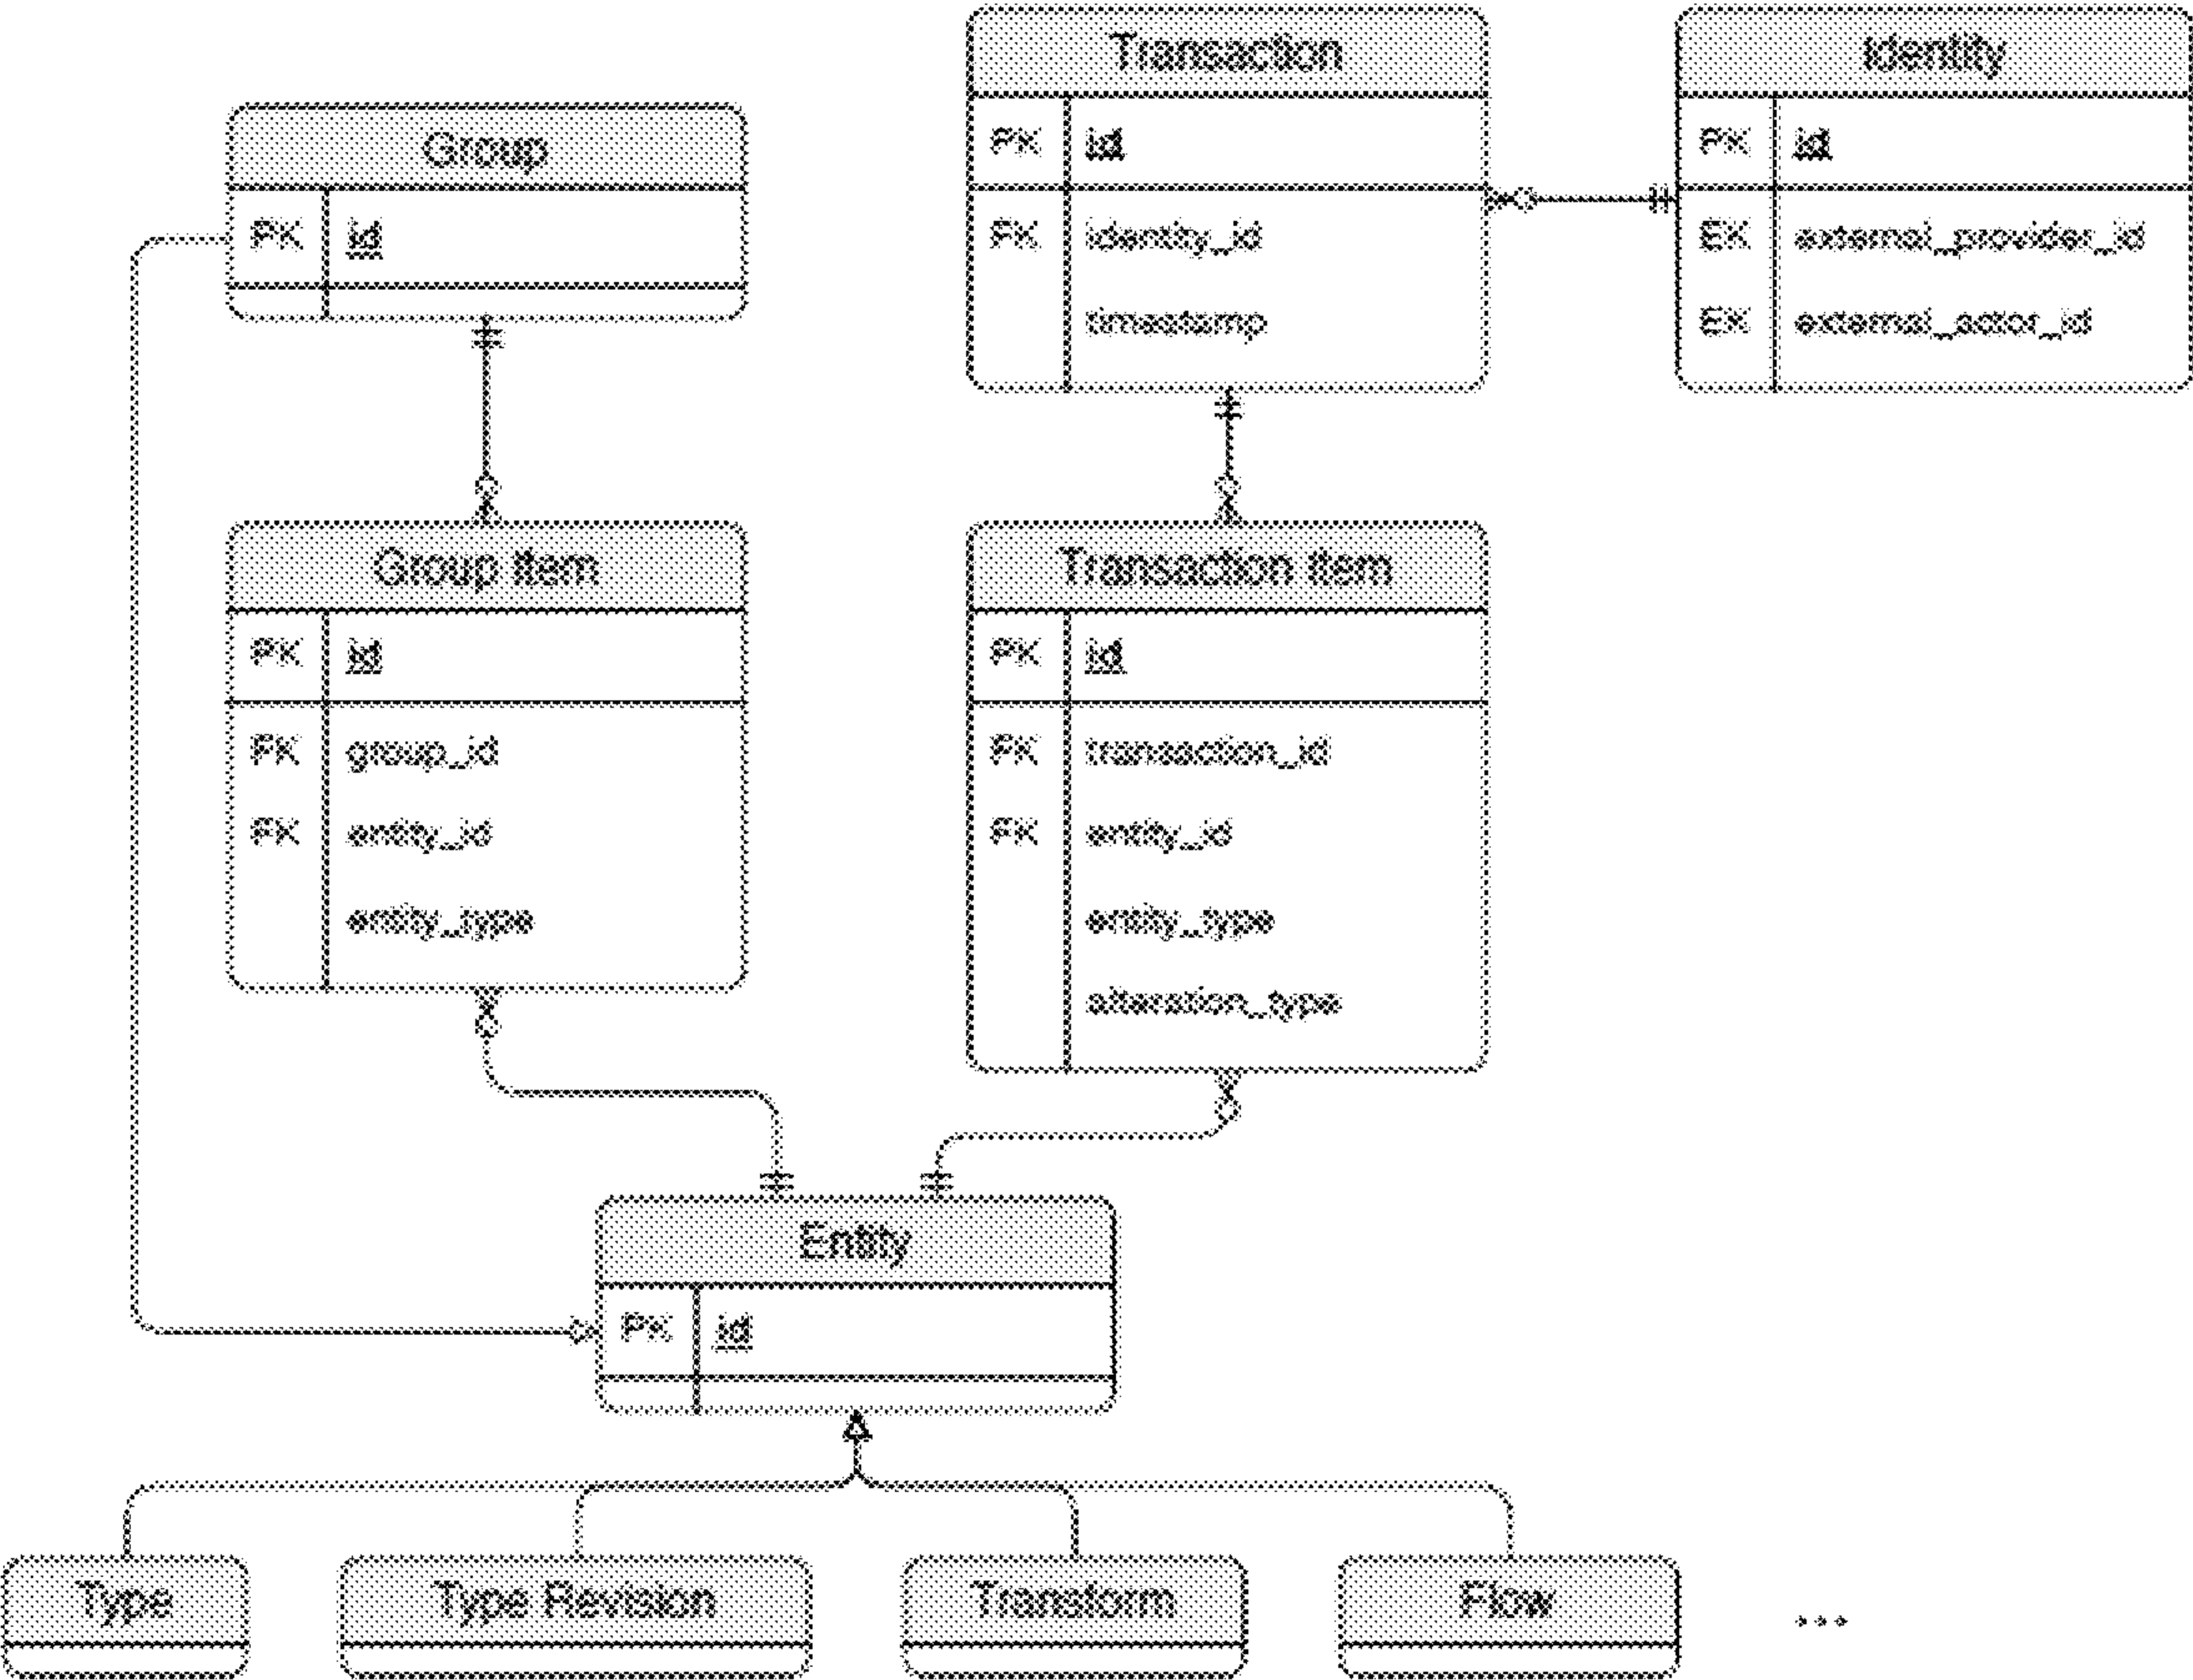 Transaction
PK id
FK identity_id
timestamp
Identity
PK id
EK external_provider_id
EK external_actor_id
Group
PK id
Group Item
PK id
FK group_id
FK entity_id
entity_type
Transaction Item
PK id
FK transaction_id
FK entity_id
entity_type
alteration_type
Entity
PK id
Type
Type Revision
Transform
Flow
...